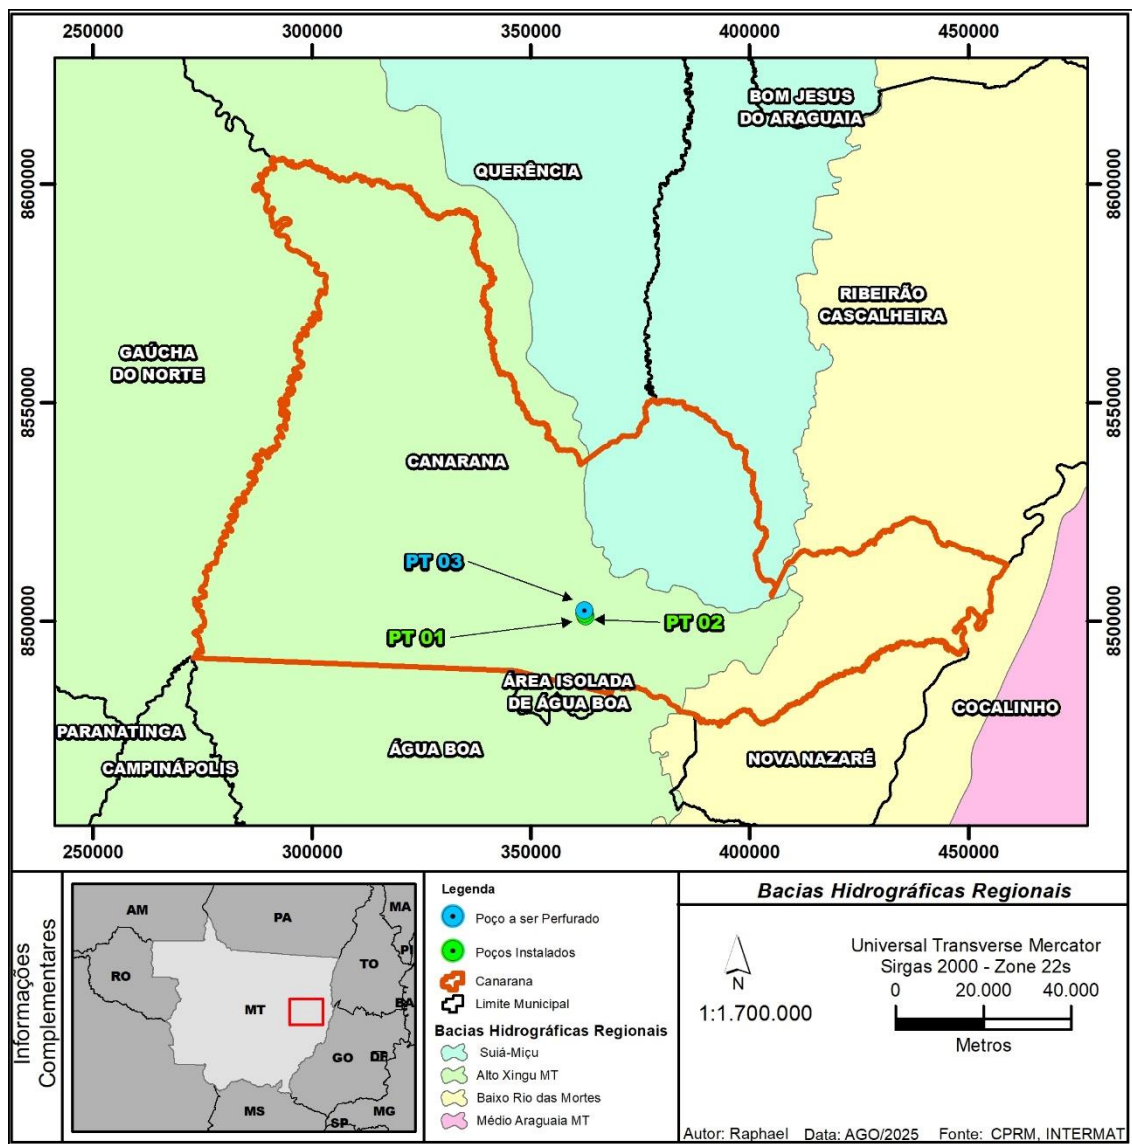 250000 300000 350000 400000 450000
8600000
8550000
8500000
8600000
8550000
8500000
BOM JESUS
DO ARAGUAIA
QUERÊNCIA
RIBEIRÃO
CASCALHEIRA
GAÚCHA
DO NORTE
CANARANA
PT 03
PT 01
PT 02
ÁREA ISOLADA
DE ÁGUA BOA
COCALINHO
PARANATINGA
ÁGUA BOA
NOVA NAZARÉ
CAMPINÁPOLIS
250000 300000 350000 400000 450000
Informações
Complementares
AM
PA
MA
PI
RO
TO
BA
MT
GO
DF
MS
MG
SP
Legenda
Poço a ser Perfurado
Poços Instalados
Canarana
Limite Municipal
Bacias Hidrográficas Regionais
Suiá-Miçu
Alto Xingu MT
Baixo Rio das Mortes
Médio Araguaia MT
Bacias Hidrográficas Regionais
N
1:1.700.000
Universal Transverse Mercator
Sirgas 2000 - Zone 22s
0 20.000 40.000
Metros
Autor: Raphael Data: AGO/2025 Fonte: CPRM, INTERMAT